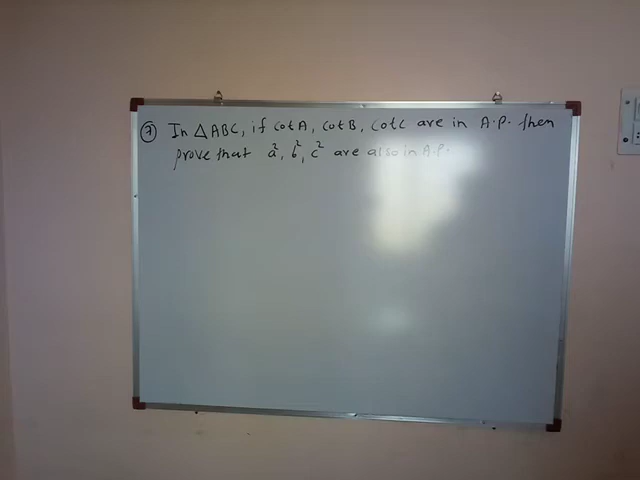 7 In △ABC, if cotA, cotB, cotC are in A.P. then
prove that a², b², c² are also in A.P.